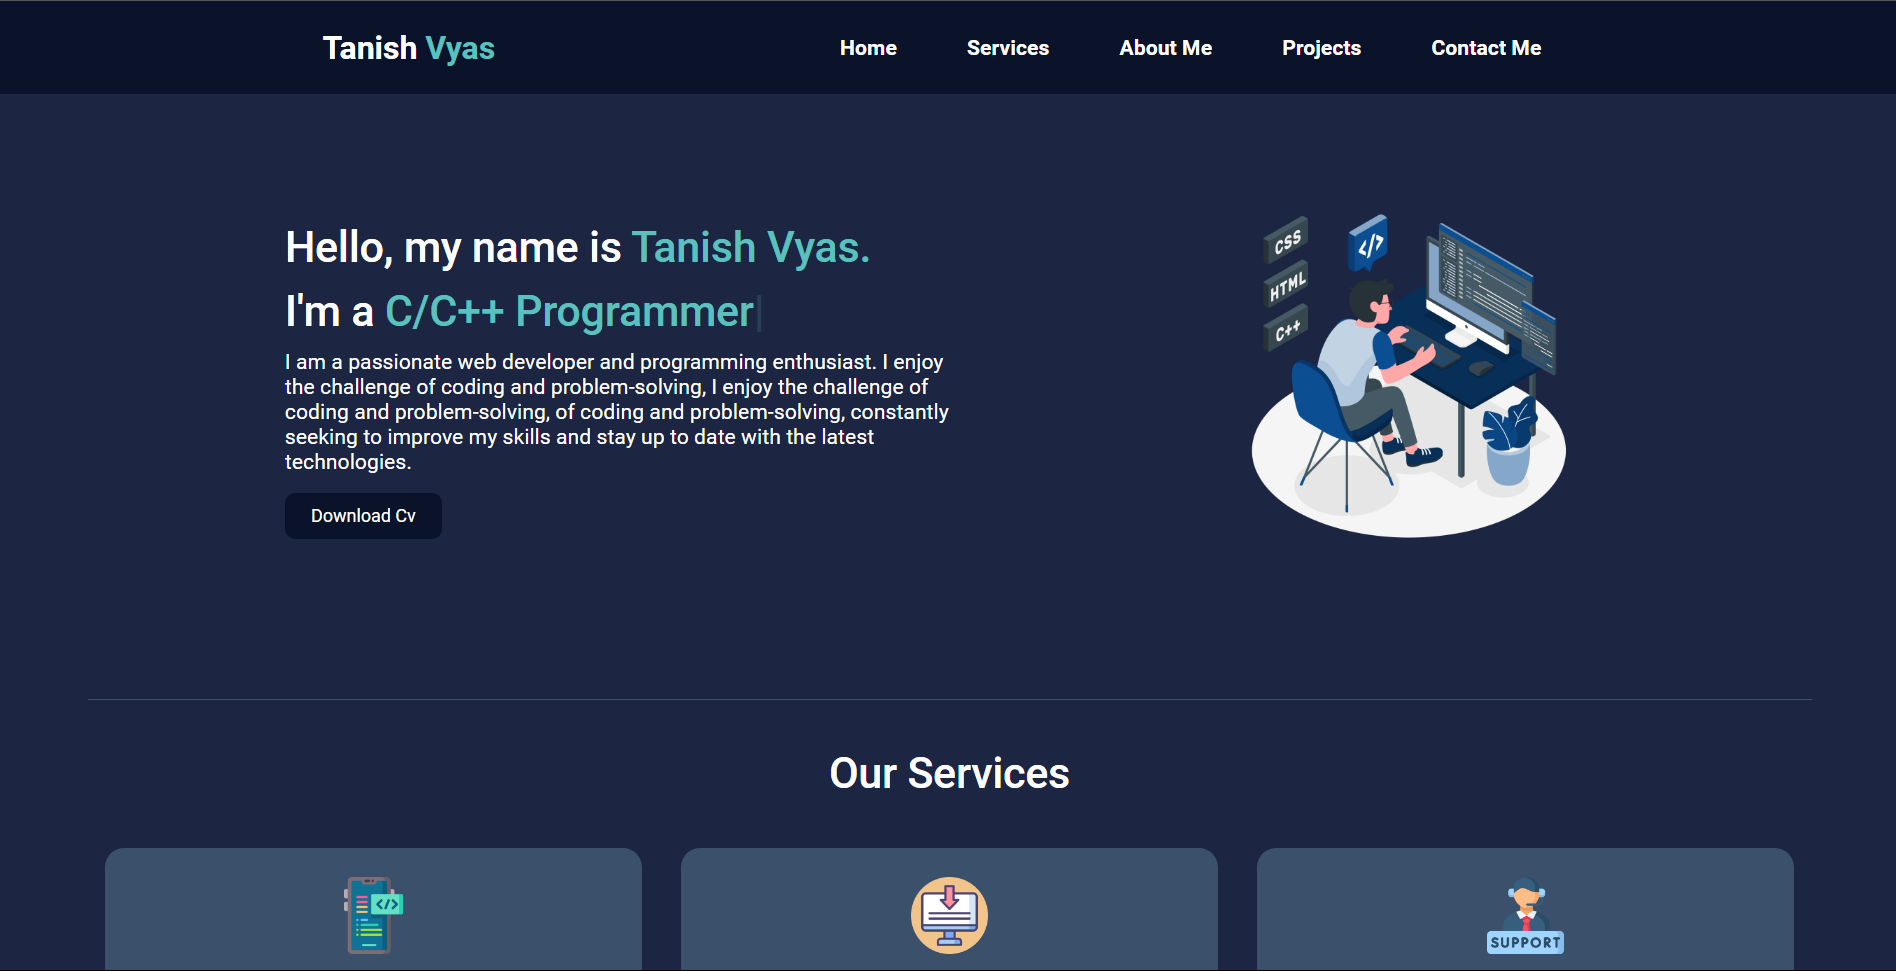 Tanish Vyas
Home Services About Me Projects Contact Me
Hello, my name is Tanish Vyas.
I'm a C/C++ Programmer
I am a passionate web developer and programming enthusiast. I enjoy
the challenge of coding and problem-solving, I enjoy the challenge of
coding and problem-solving, of coding and problem-solving, constantly
seeking to improve my skills and stay up to date with the latest
technologies.
Download Cv
CSS
</>
HTML
C++
Our Services
</>
SUPPORT